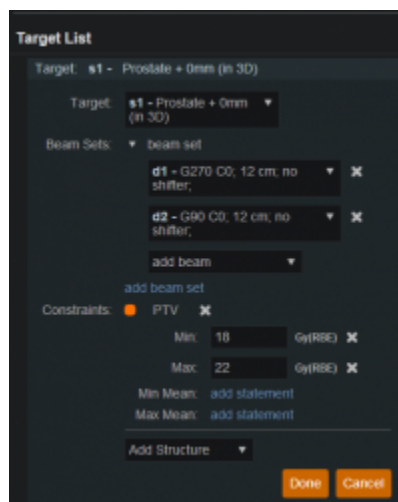 Target List
Target: s1 - Prostate + 0mm (in 3D)
Target: s1 - Prostate + 0mm
(in 3D)
Beam Sets: beam set
d1 - G270 C0; 12 cm; no
shifter;
d2 - G90 C0; 12 cm; no
shifter;
add beam
add beam set
Constraints: PTV
Min: 18 Gy(RBE)
Max: 22 Gy(RBE)
Min Mean: add statement
Max Mean: add statement
Add Structure
Done Cancel